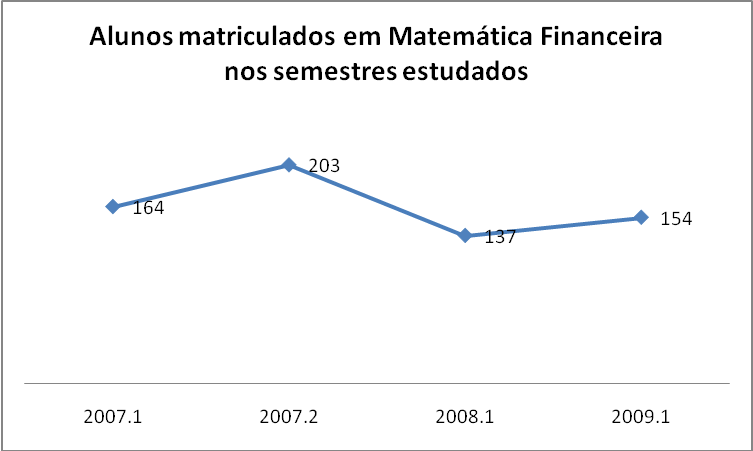 Alunos matriculados em Matemática Financeira
nos semestres estudados
203
164
154
137
2007.1 2007.2 2008.1 2009.1